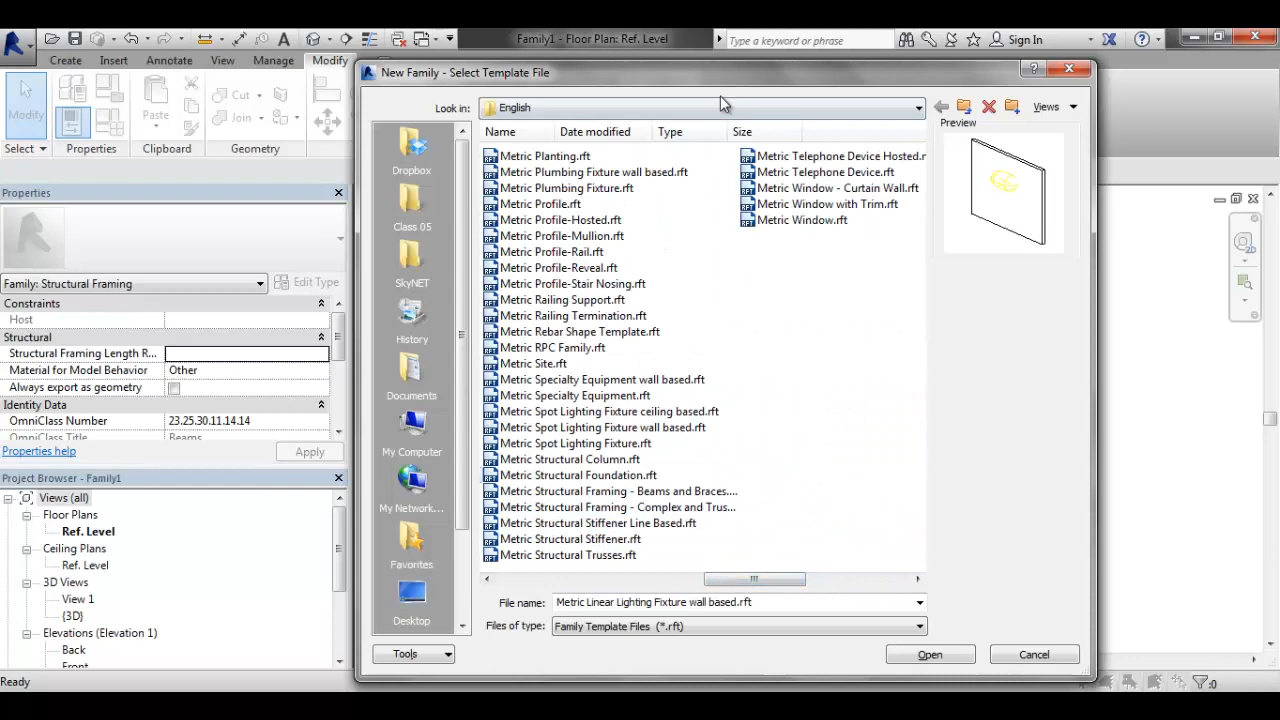 Family1 - Floor Plan: Ref. Level
Type a keyword or phrase
Sign In
Create Insert Annotate View Manage Modify
Modify
Paste
Cut
Join
Select Properties Clipboard Geometry
Properties
Family: Structural Framing
Edit Type
Constraints
Host
Structural
Structural Framing Length R...
Material for Model Behavior Other
Always export as geometry
Identity Data
OmniClass Number 23.25.30.11.14.14
OmniClass Title Beams
Properties help
Apply
Project Browser - Family1
Views (all)
Floor Plans
Ref. Level
Ceiling Plans
Ref. Level
3D Views
View 1
{3D}
Elevations (Elevation 1)
Back
Front
Ready
:0
2D
New Family - Select Template File
Look in: English
Views
Preview
Name Date modified Type Size
Dropbox
Class 05
SkyNET
History
Documents
My Computer
My Network...
Favorites
Desktop
Metric Planting.rft
Metric Plumbing Fixture wall based.rft
Metric Plumbing Fixture.rft
Metric Profile.rft
Metric Profile-Hosted.rft
Metric Profile-Mullion.rft
Metric Profile-Rail.rft
Metric Profile-Reveal.rft
Metric Profile-Stair Nosing.rft
Metric Railing Support.rft
Metric Railing Termination.rft
Metric Rebar Shape Template.rft
Metric RPC Family.rft
Metric Site.rft
Metric Specialty Equipment wall based.rft
Metric Specialty Equipment.rft
Metric Spot Lighting Fixture ceiling based.rft
Metric Spot Lighting Fixture wall based.rft
Metric Spot Lighting Fixture.rft
Metric Structural Column.rft
Metric Structural Foundation.rft
Metric Structural Framing - Beams and Braces....
Metric Structural Framing - Complex and Trus...
Metric Structural Stiffener Line Based.rft
Metric Structural Stiffener.rft
Metric Structural Trusses.rft
Metric Telephone Device Hosted.r
Metric Telephone Device.rft
Metric Window - Curtain Wall.rft
Metric Window with Trim.rft
Metric Window.rft
File name: Metric Linear Lighting Fixture wall based.rft
Files of type: Family Template Files (*.rft)
Tools
Open
Cancel